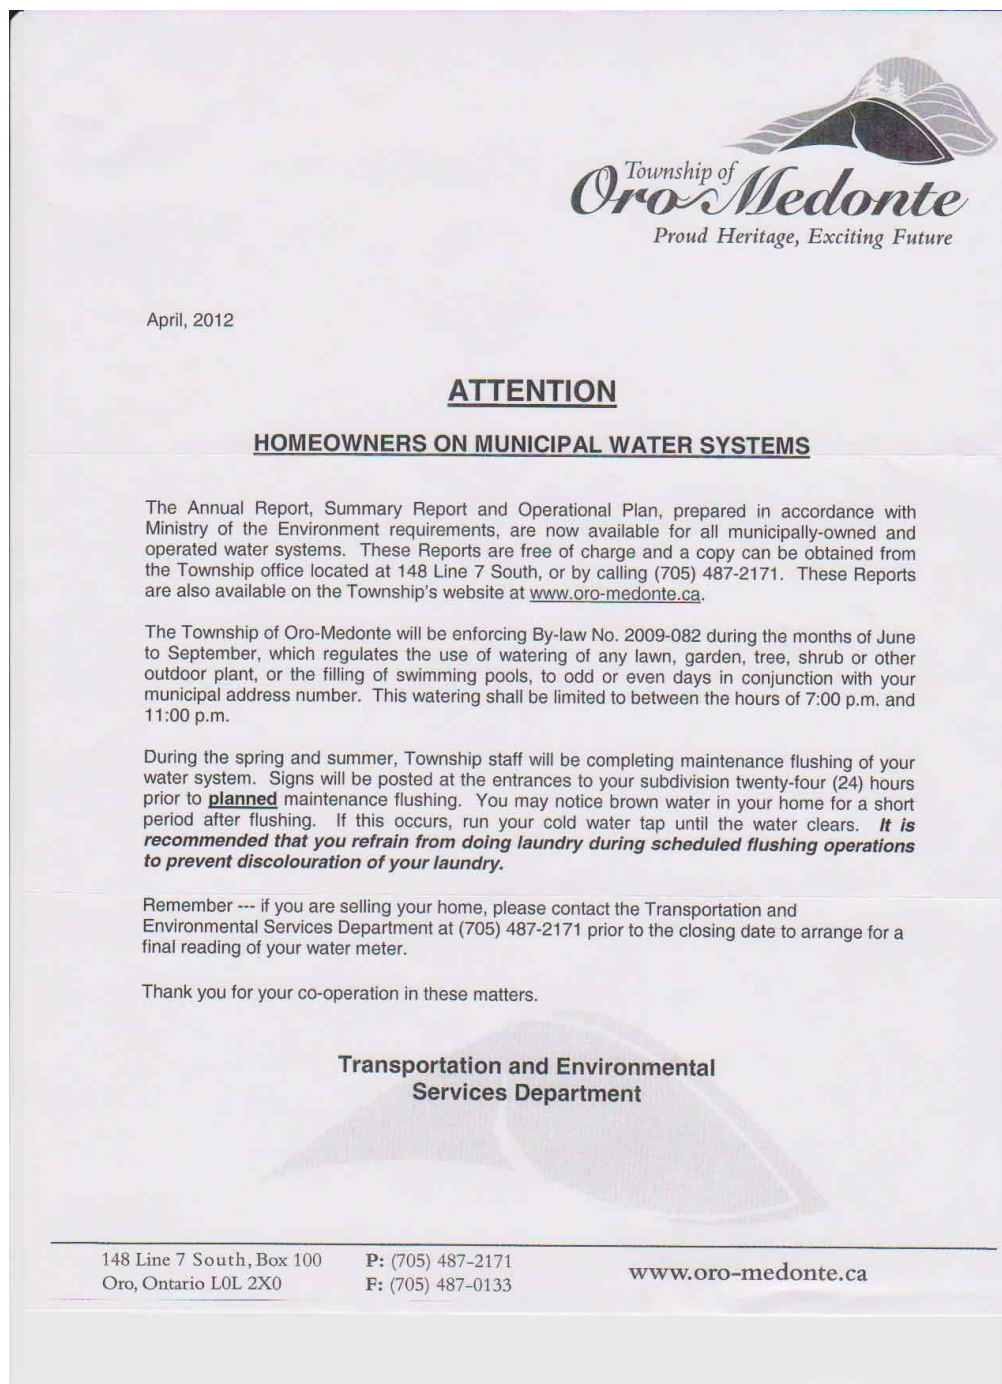 Township of
Oro-Medonte
Proud Heritage, Exciting Future
April, 2012
ATTENTION
HOMEOWNERS ON MUNICIPAL WATER SYSTEMS
The Annual Report, Summary Report and Operational Plan, prepared in accordance with
Ministry of the Environment requirements, are now available for all municipally-owned and
operated water systems. These Reports are free of charge and a copy can be obtained from
the Township office located at 148 Line 7 South, or by calling (705) 487-2171. These Reports
are also available on the Township's website at www.oro-medonte.ca.
The Township of Oro-Medonte will be enforcing By-law No. 2009-082 during the months of June
to September, which regulates the use of watering of any lawn, garden, tree, shrub or other
outdoor plant, or the filling of swimming pools, to odd or even days in conjunction with your
municipal address number. This watering shall be limited to between the hours of 7:00 p.m. and
11:00 p.m.
During the spring and summer, Township staff will be completing maintenance flushing of your
water system. Signs will be posted at the entrances to your subdivision twenty-four (24) hours
prior to planned maintenance flushing. You may notice brown water in your home for a short
period after flushing. If this occurs, run your cold water tap until the water clears. It is
recommended that you refrain from doing laundry during scheduled flushing operations
to prevent discolouration of your laundry.
Remember --- if you are selling your home, please contact the Transportation and
Environmental Services Department at (705) 487-2171 prior to the closing date to arrange for a
final reading of your water meter.
Thank you for your co-operation in these matters.
Transportation and Environmental
Services Department
148 Line 7 South, Box 100
Oro, Ontario L0L 2X0
P: (705) 487-2171
F: (705) 487-0133
www.oro-medonte.ca